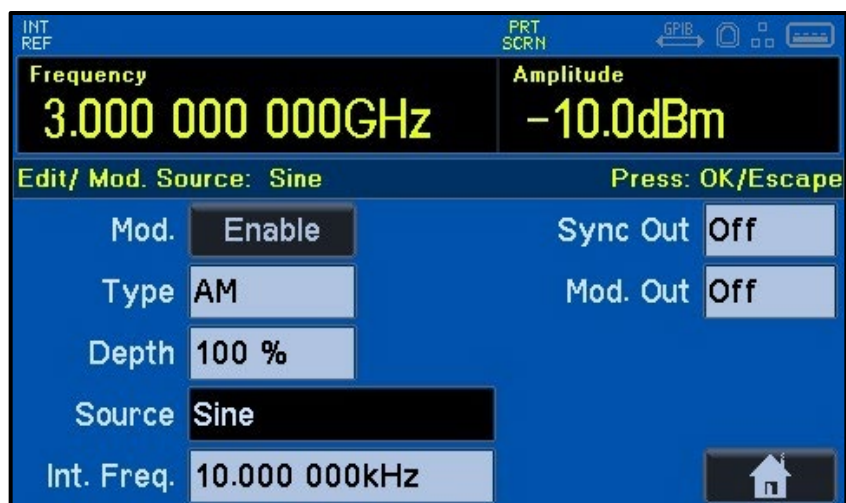 INT
REF
PRT
SCRN
GPIB
Frequency
3.000 000 000GHz
Amplitude
-10.0dBm
Edit/ Mod. Source: Sine
Press: OK/Escape
Mod. Enable
Sync Out Off
Type AM
Mod. Out Off
Depth 100 %
Source Sine
Int. Freq. 10.000 000kHz